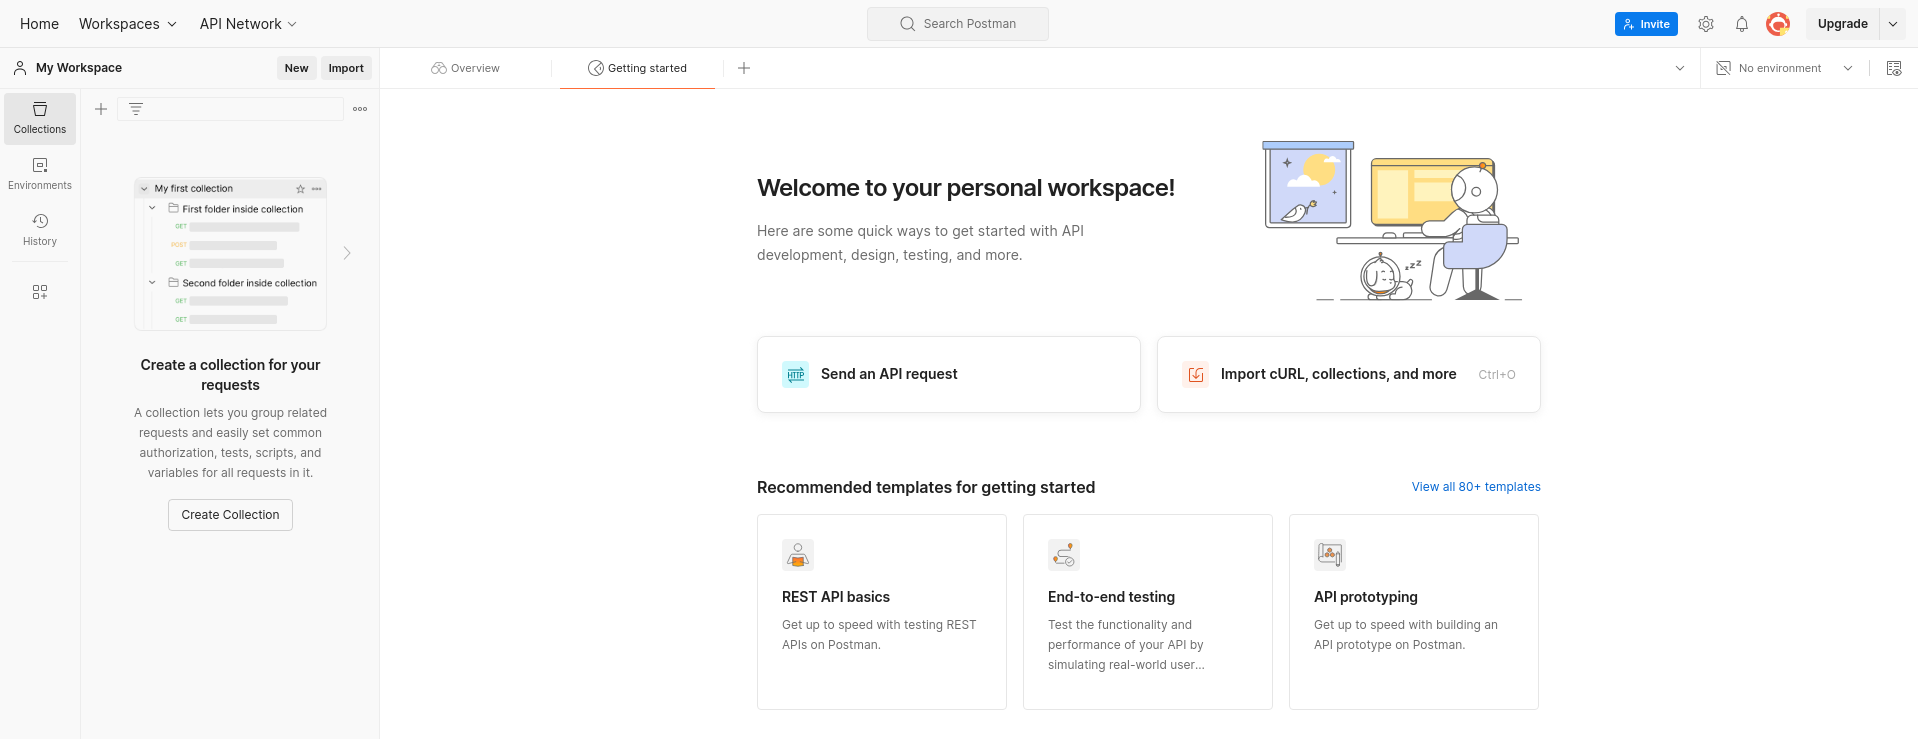 Home Workspaces API Network Search Postman Invite Upgrade
My Workspace New Import Overview Getting started No environment
Collections
Environments
History
My first collection
First folder inside collection
GET
POST
GET
Second folder inside collection
GET
GET
Create a collection for your
requests
A collection lets you group related
requests and easily set common
authorization, tests, scripts, and
variables for all requests in it.
Create Collection
Welcome to your personal workspace!
Here are some quick ways to get started with API
development, design, testing, and more.
z z z
HTTP Send an API request
Import cURL, collections, and more Ctrl+O
Recommended templates for getting started View all 80+ templates
REST API basics
Get up to speed with testing REST
APIs on Postman.
End-to-end testing
Test the functionality and
performance of your API by
simulating real-world user...
API prototyping
Get up to speed with building an
API prototype on Postman.